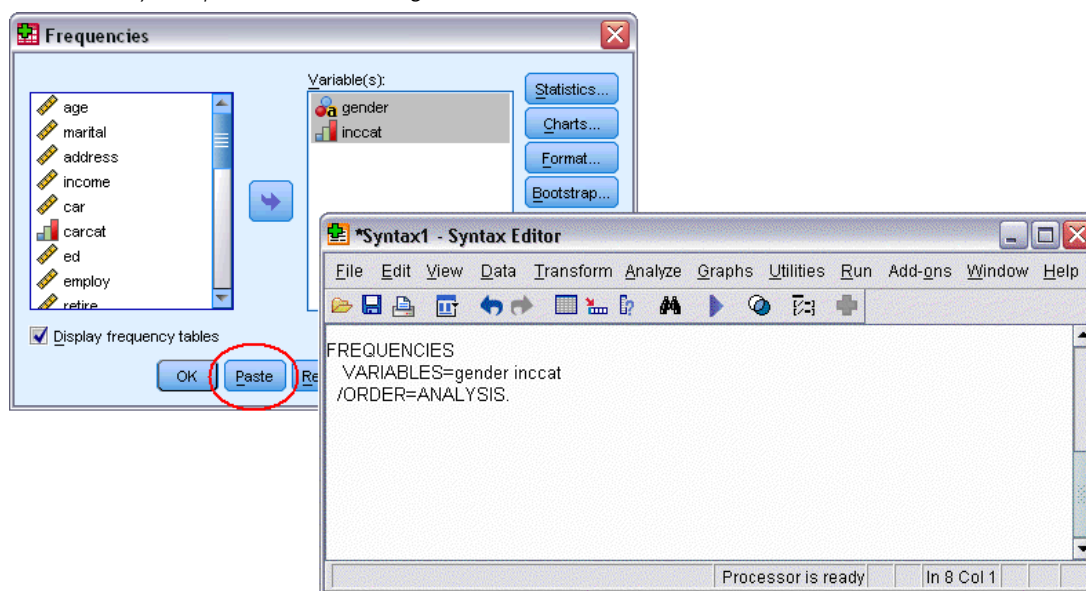 Frequencies
Variable(s):
age
marital
address
income
car
carcat
ed
employ
retire
gender
inccat
Statistics...
Charts...
Format...
Bootstrap...
Display frequency tables
OK
Paste
Re
*Syntax1 - Syntax Editor
File Edit View Data Transform Analyze Graphs Utilities Run Add-ons Window Help
FREQUENCIES
VARIABLES=gender inccat
/ORDER=ANALYSIS.
Processor is ready
In 8 Col 1